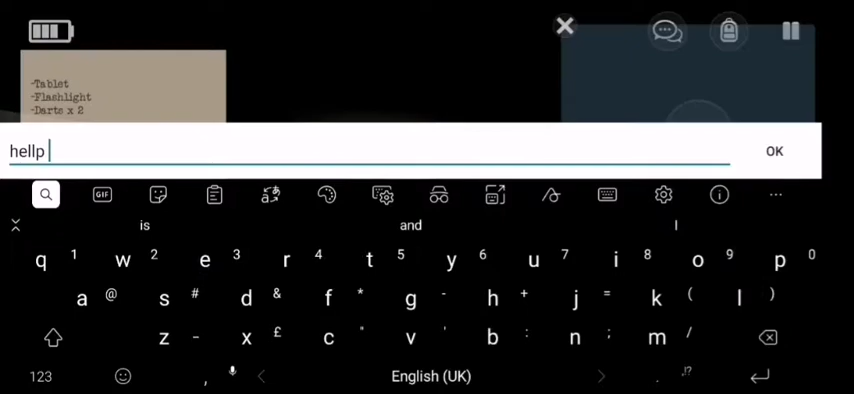 -Tablet
-Flashlight
-Darts x 2
hellp
OK
GIF
is and I
q 1 w 2 e 3 r 4 t 5 y 6 u 7 i 8 o 9 p 0
a @ s # d & f * g - h + j = k ( l )
z - x £ c " v ' b : n ; m /
123 , English (UK) . ,!?